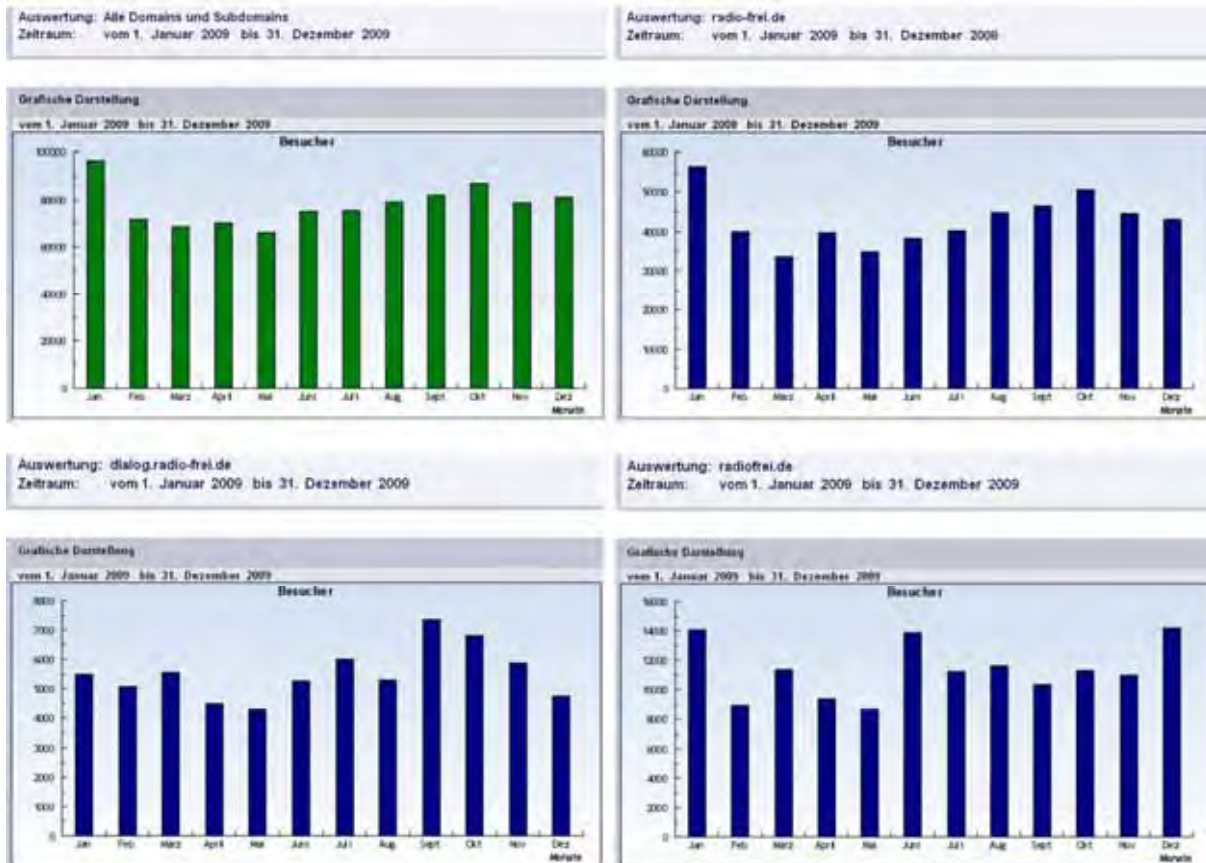 Auswertung: Alle Domains und Subdomains
Zeitraum: vom 1. Januar 2009 bis 31. Dezember 2009
Grafische Darstellung
vom 1. Januar 2009 bis 31. Dezember 2009
Besucher
100000
80000
60000
40000
20000
0
Jan Feb März April Mai Juni Juli Aug Sept Okt Nov Dez
Monate
Auswertung: radio-frei.de
Zeitraum: vom 1. Januar 2009 bis 31. Dezember 2009
Grafische Darstellung
vom 1. Januar 2009 bis 31. Dezember 2009
Besucher
60000
50000
40000
30000
20000
10000
0
Jan Feb März April Mai Juni Juli Aug Sept Okt Nov Dez
Monate
Auswertung: dialog.radio-frei.de
Zeitraum: vom 1. Januar 2009 bis 31. Dezember 2009
Grafische Darstellung
vom 1. Januar 2009 bis 31. Dezember 2009
Besucher
8000
7000
6000
5000
4000
3000
2000
1000
0
Jan Feb März April Mai Juni Juli Aug Sept Okt Nov Dez
Monate
Auswertung: radiofrei.de
Zeitraum: vom 1. Januar 2009 bis 31. Dezember 2009
Grafische Darstellung
vom 1. Januar 2009 bis 31. Dezember 2009
Besucher
16000
14000
12000
10000
8000
6000
4000
2000
0
Jan Feb März April Mai Juni Juli Aug Sept Okt Nov Dez
Monate